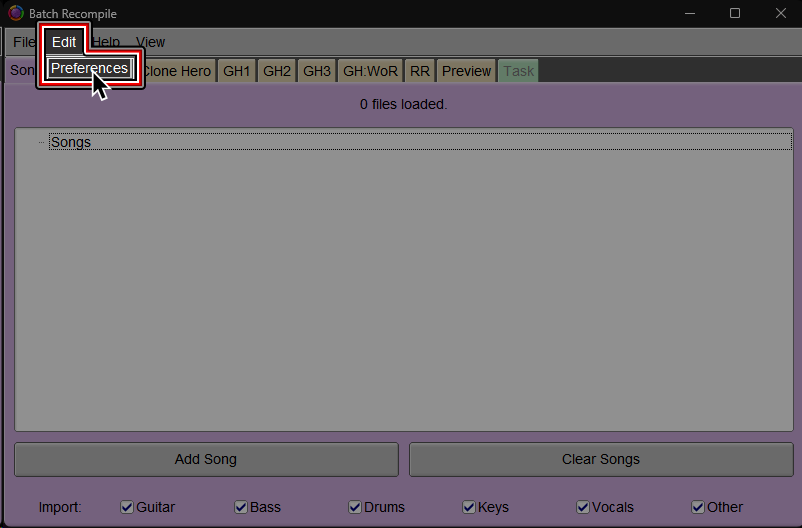 Batch Recompile
File Edit Help View
Preferences
Son Clone Hero GH1 GH2 GH3 GH:WoR RR Preview Task
0 files loaded.
Songs
Add Song Clear Songs
Import: Guitar Bass Drums Keys Vocals Other